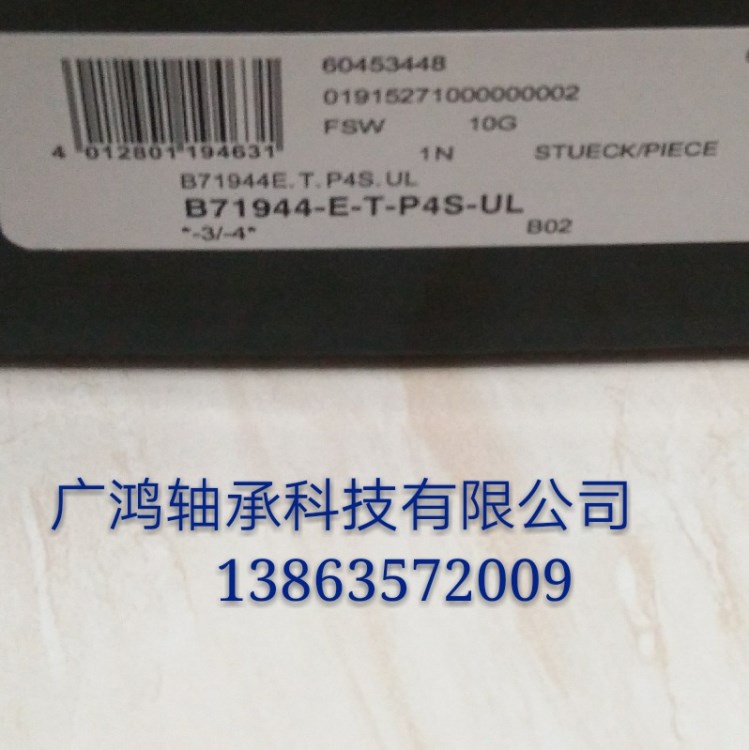 60453448
01915271000000002
FSW 10G
4 012801 194631
1N STUECK/PIECE
B71944E.T.P4S.UL
B71944-E-T-P4S-UL
*-3/-4* B02
广鸿轴承科技有限公司
13863572009